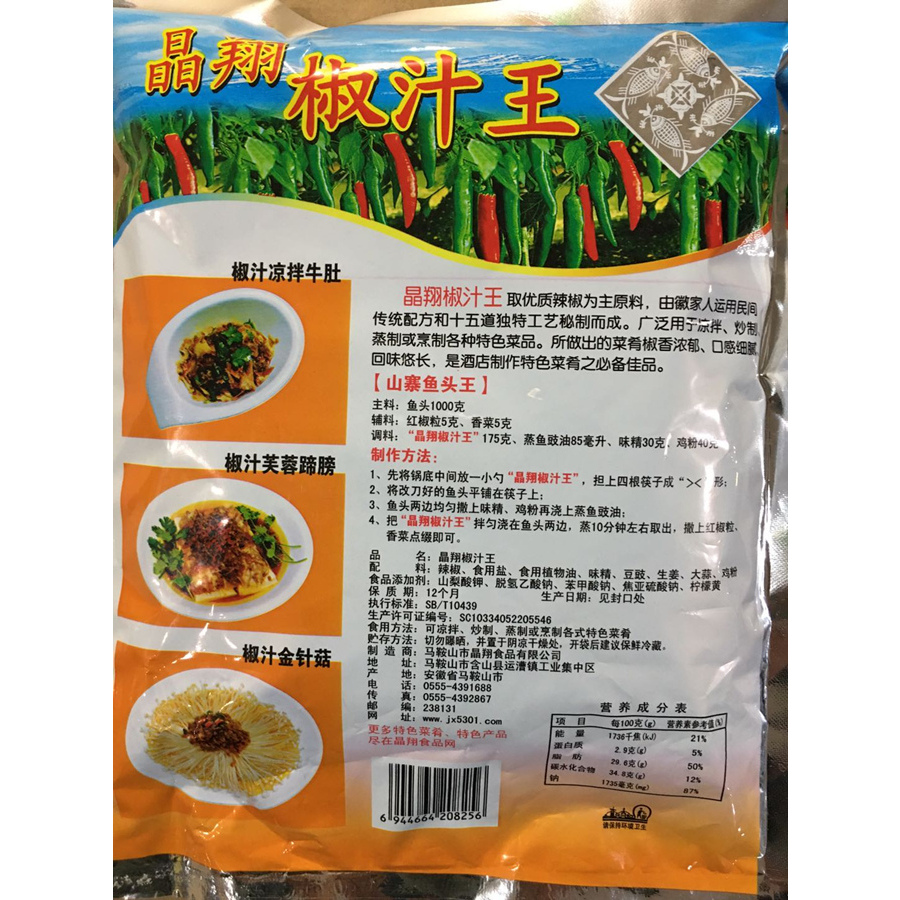 晶翔
椒汁王
椒汁凉拌牛肚
椒汁芙蓉蹄膀
椒汁金针菇
晶翔椒汁王取优质辣椒为主原料，由徽家人运用民间
传统配方和十五道独特工艺秘制而成。广泛用于凉拌、炒制、
蒸制或烹制各种特色菜品。所做出的菜肴椒香浓郁、口感细腻、
回味悠长，是酒店制作特色菜肴之必备佳品。
【山寨鱼头王】
主料：鱼头1000克
辅料：红椒粒5克、香菜5克
调料：“晶翔椒汁王”175克、蒸鱼豉油85毫升、味精30克、鸡粉40克
制作方法：
1、先将锅底中间放一小勺“晶翔椒汁王”，担上四根筷子成“><”形；
2、将改刀好的鱼头平铺在筷子上；
3、鱼头两边均匀撒上味精、鸡粉再浇上蒸鱼豉油；
4、把“晶翔椒汁王”拌匀浇在鱼头两边，蒸10分钟左右取出，撒上红椒粒、
香菜点缀即可。
品 名：晶翔椒汁王
配 料：辣椒、食用盐、食用植物油、味精、豆豉、生姜、大蒜、鸡粉
食品添加剂：山梨酸钾、脱氢乙酸钠、苯甲酸钠、焦亚硫酸钠、柠檬黄
保 质 期：12个月 生产日期：见封口处
执行标准：SB/T10439
生产许可证编号：SC10334052205546
食用方法：可凉拌、炒制、蒸制或烹制各式特色菜肴
贮存方法：切勿曝晒，并置于阴凉干燥处，开袋后建议保鲜冷藏。
制 造 商：马鞍山市晶翔食品有限公司
地 址：马鞍山市含山县运漕镇工业集中区
产 地：安徽省马鞍山市
电 话：0555-4391688
传 真：0555-4392867
邮 编：238131
网 址：www.jx5301.com
更多特色菜肴、特色产品
尽在晶翔食品网
营养成分表
项 目 每100克(g) 营养素参考值(%)
能 量 1736千焦(kJ) 21%
蛋白质 2.9克(g) 5%
脂 肪 29.6克(g) 50%
碳水化合物 34.8克(g) 12%
钠 1735毫克(mg) 87%
6 944664 208256
请保持环境卫生